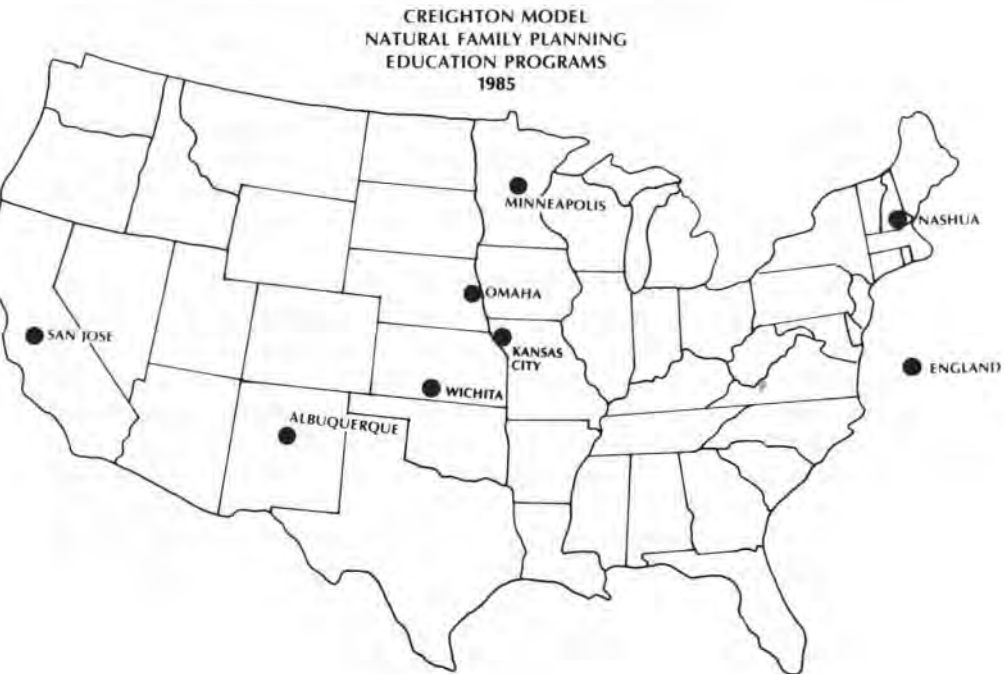 CREIGHTON MODEL
NATURAL FAMILY PLANNING
EDUCATION PROGRAMS
1985
MINNEAPOLIS
NASHUA
OMAHA
SAN JOSE
KANSAS
CITY
ENGLAND
WICHITA
ALBUQUERQUE